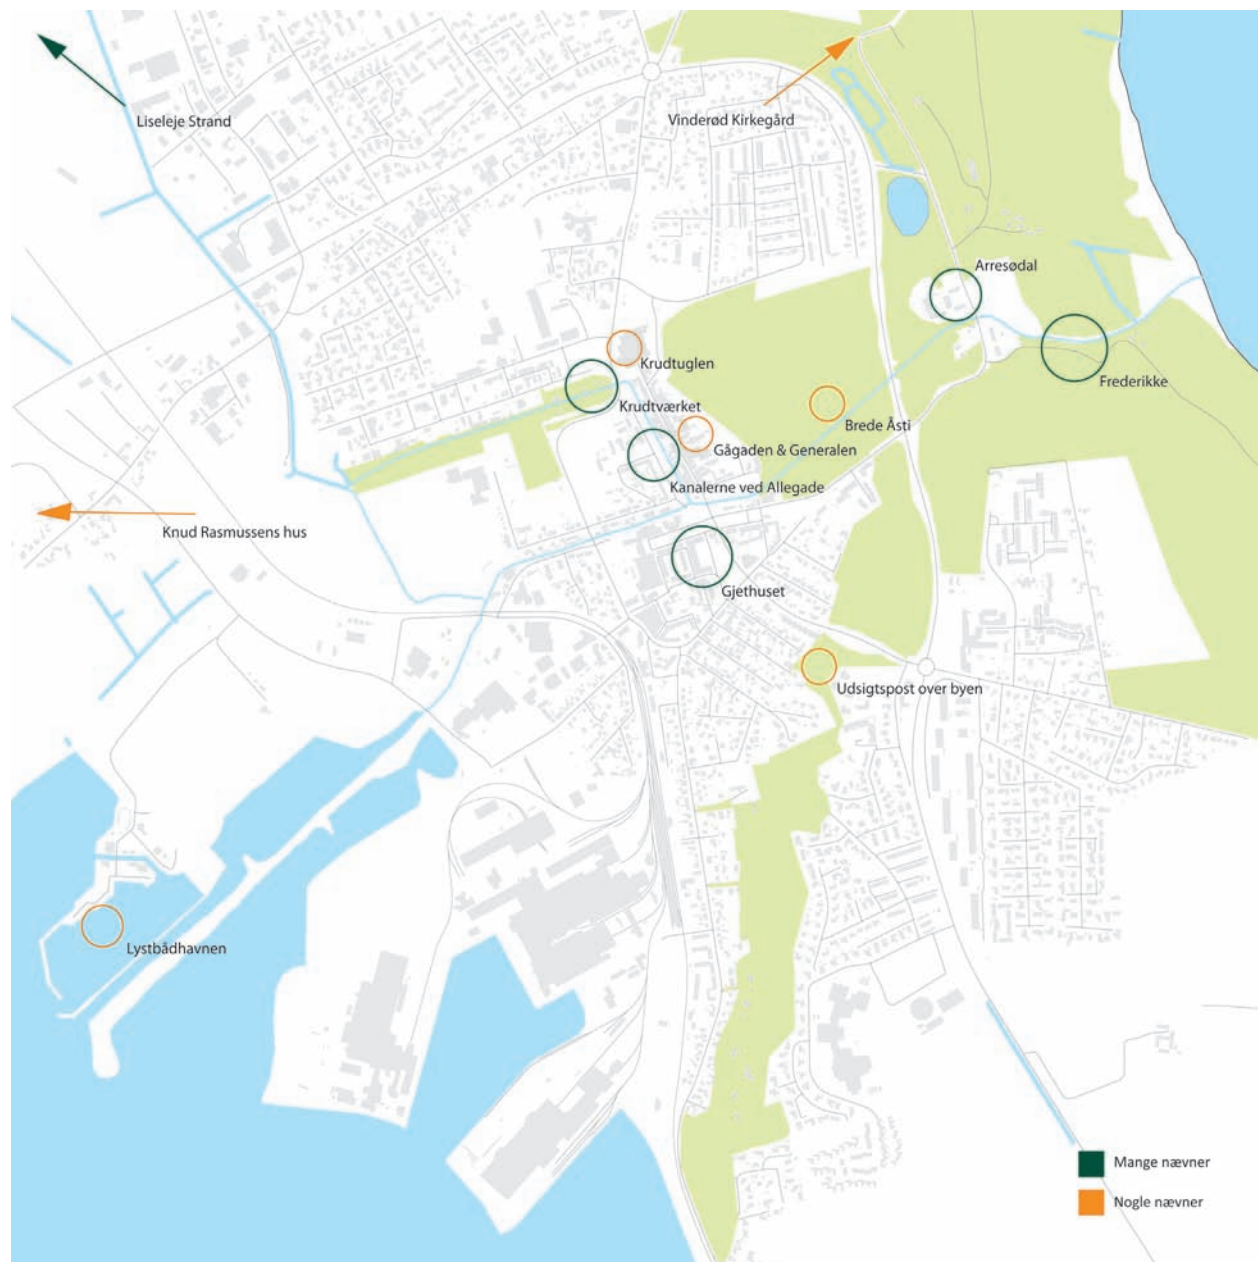 Liseleje Strand
Vinderød Kirkegård
Arresødal
Krudtuglen
Frederikke
Krudtværket
Brede Åsti
Gågaden & Generalen
Kanalerne ved Allegade
Knud Rasmussens hus
Gjethuset
Udsigtspost over byen
Lystbådhavnen
Mange nævner
Nogle nævner